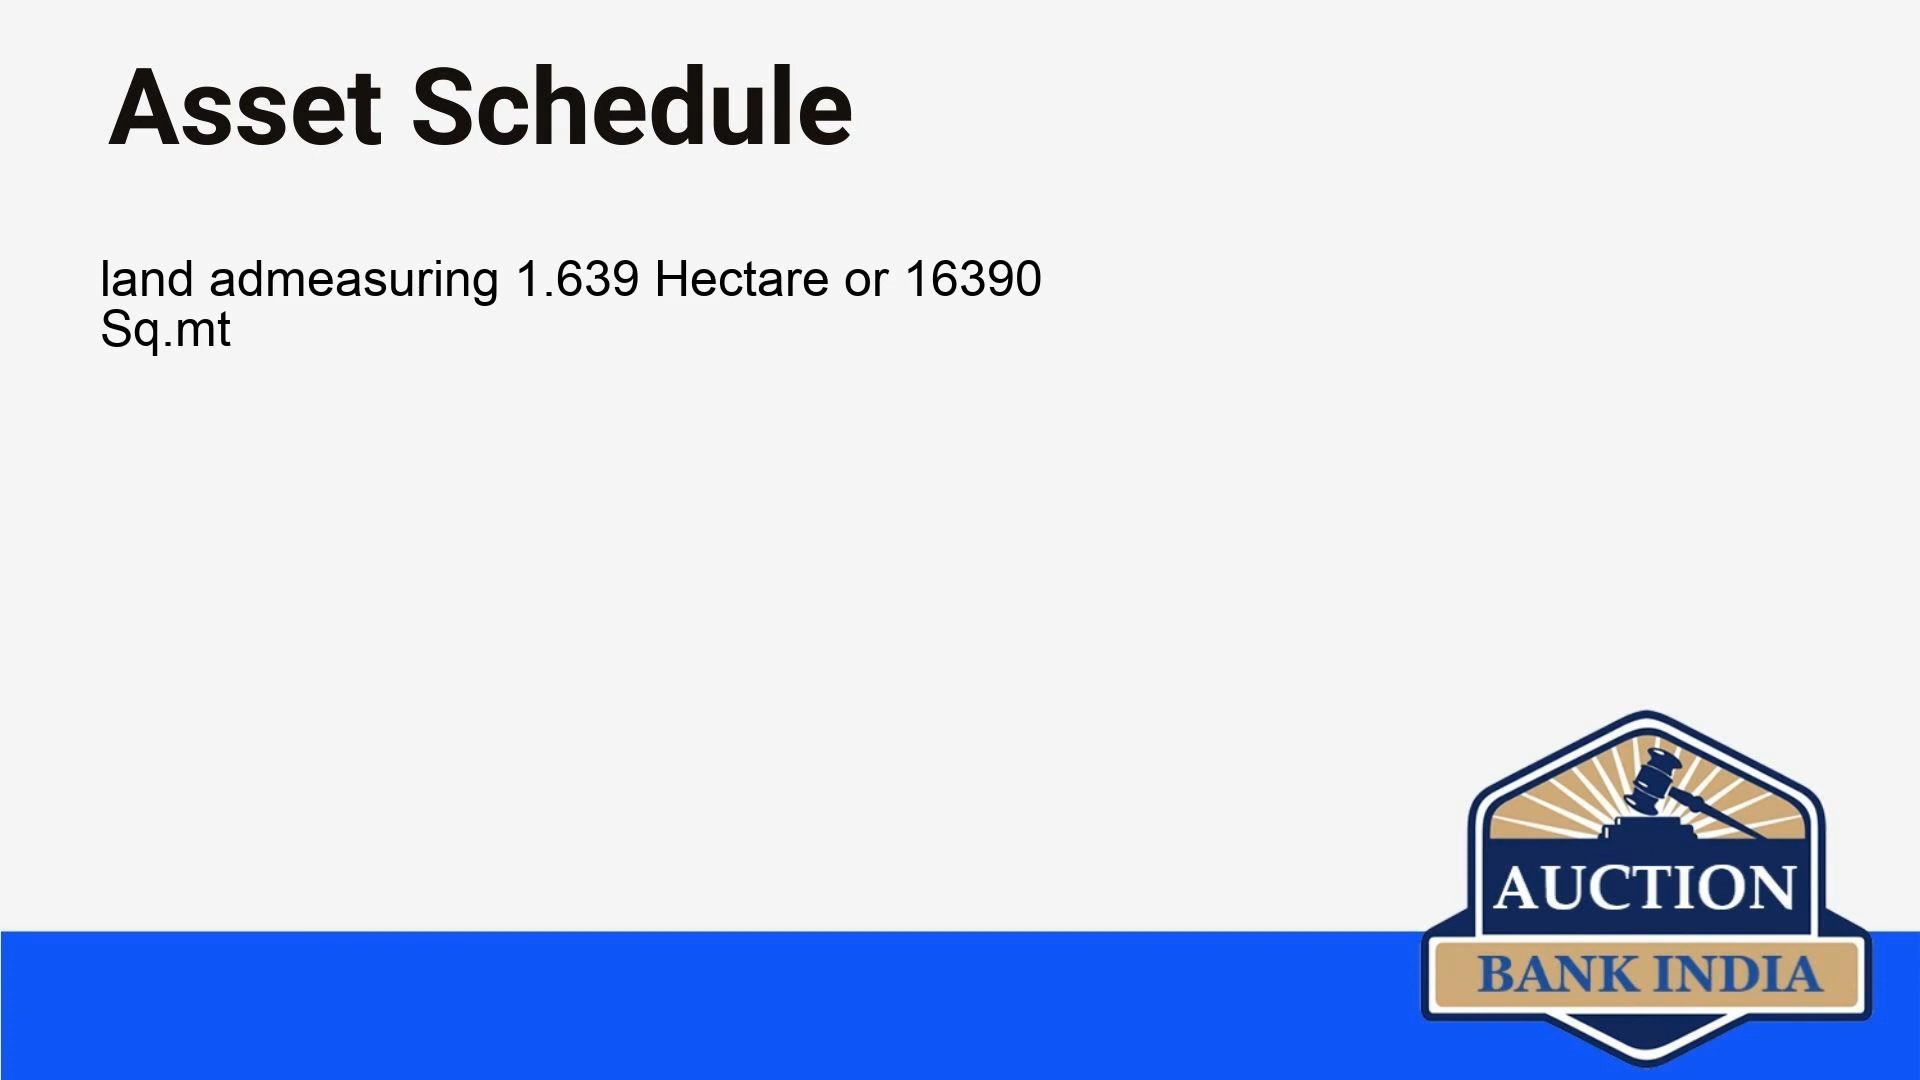 Asset Schedule
land admeasuring 1.639 Hectare or 16390
Sq.mt
AUCTION
BANK INDIA